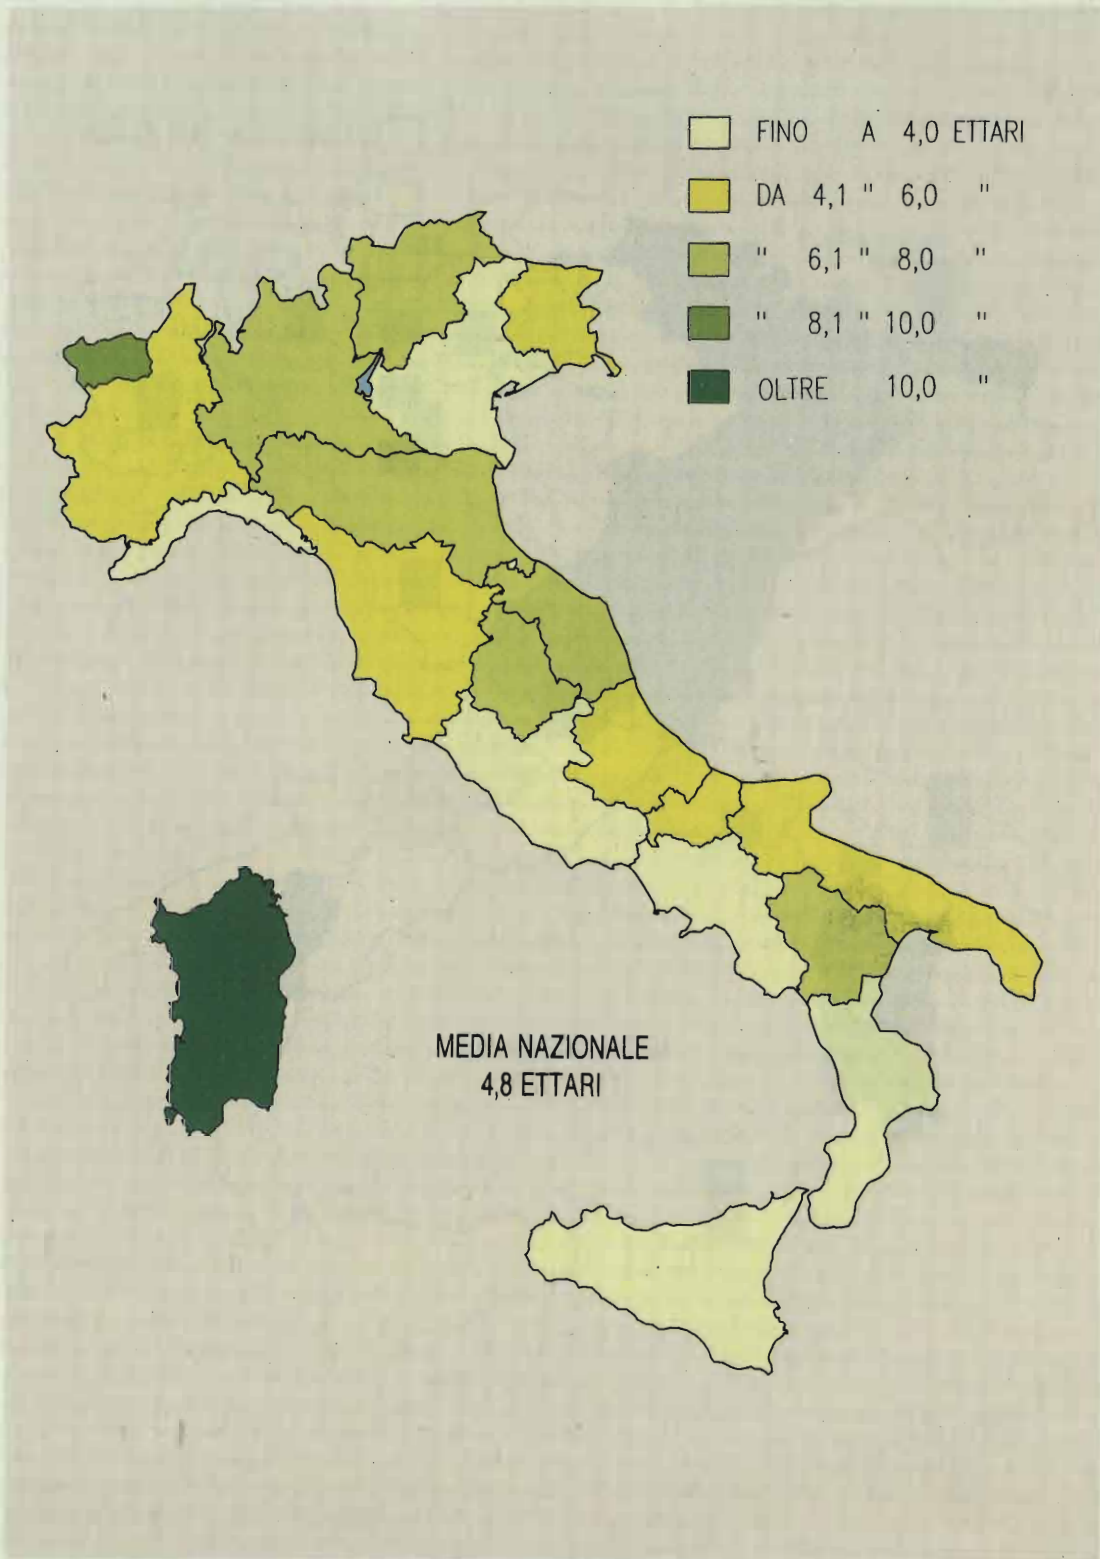 FINO A 4,0 ETTARI
DA 4,1 " 6,0 "
" 6,1 " 8,0 "
" 8,1 " 10,0 "
OLTRE 10,0 "
MEDIA NAZIONALE
4,8 ETTARI